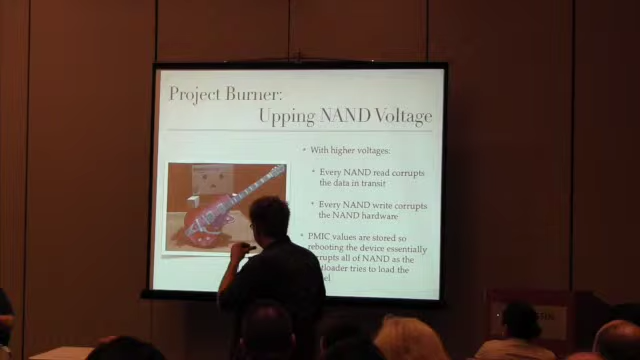 Project Burner:
Upping NAND Voltage
With higher voltages:
Every NAND read corrupts
the data in transit
Every NAND write corrupts
the NAND hardware
PMIC values are stored so
rebooting the device essentially
all of NAND as the
tries to load the